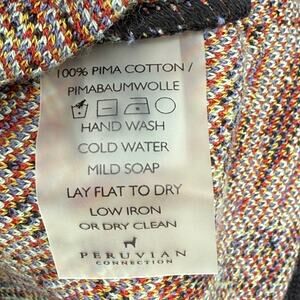 100% PIMA COTTON /
PIMABAUMWOLLE
HAND WASH
COLD WATER
MILD SOAP
LAY FLAT TO DRY
LOW IRON
OR DRY CLEAN
PERUVIAN
CONNECTION